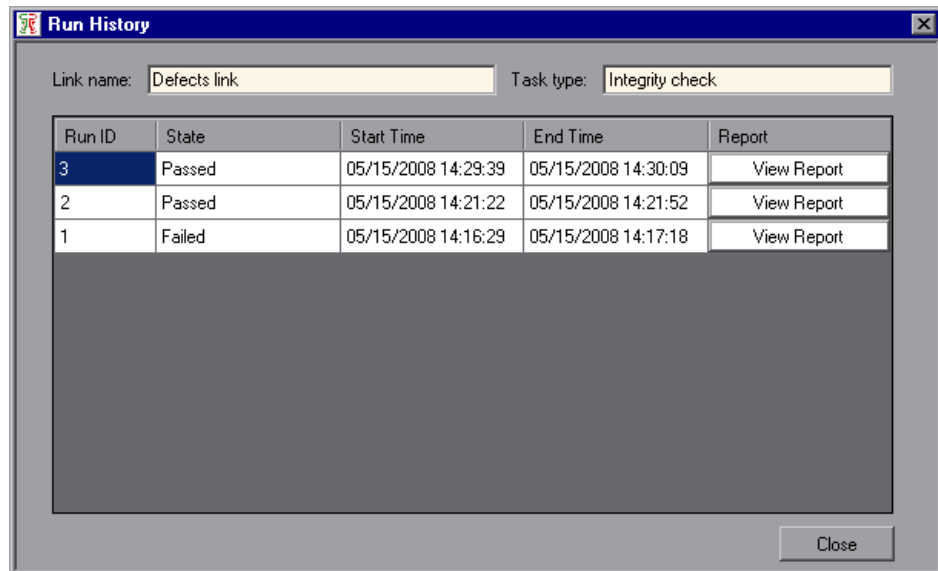 Run History
Link name: Defects link Task type: Integrity check
Run ID State Start Time End Time Report
3 Passed 05/15/2008 14:29:39 05/15/2008 14:30:09 View Report
2 Passed 05/15/2008 14:21:22 05/15/2008 14:21:52 View Report
1 Failed 05/15/2008 14:16:29 05/15/2008 14:17:18 View Report
Close